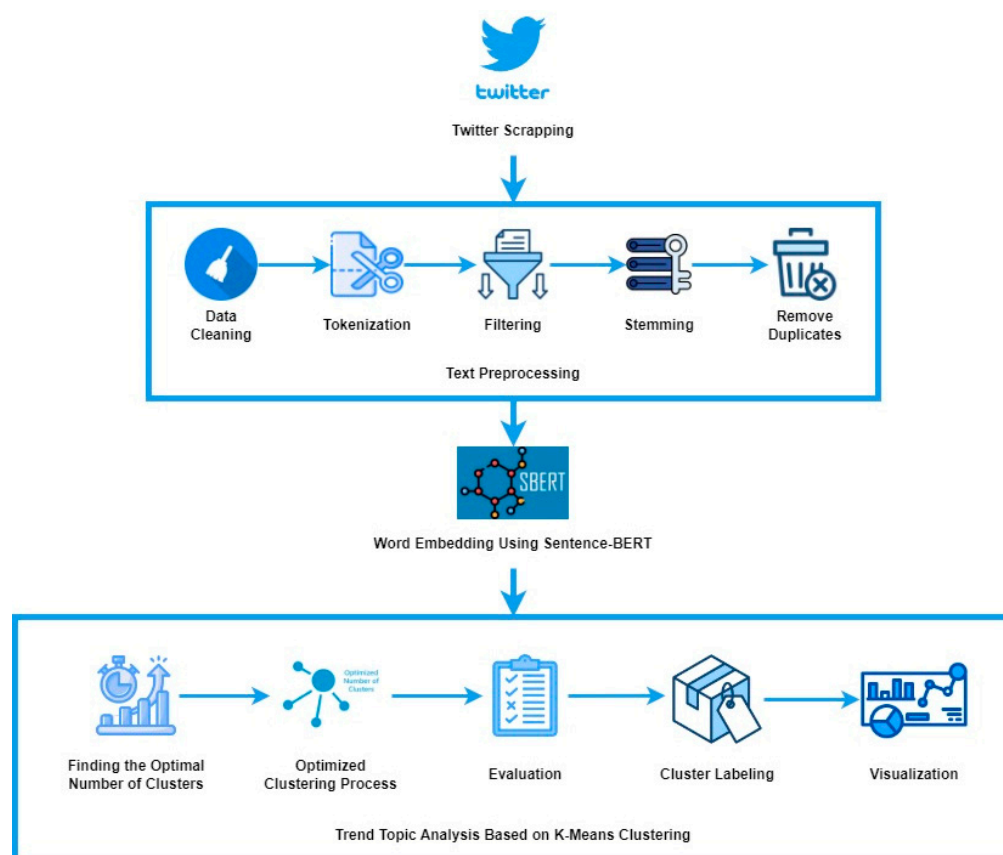 twitter
Twitter Scrapping
Data
Cleaning
Tokenization
Filtering
Stemming
Remove
Duplicates
Text Preprocessing
SBERT
Word Embedding Using Sentence-BERT
Optimized
Number of
Clusters
Finding the Optimal
Number of Clusters
Optimized
Clustering Process
Evaluation
Cluster Labeling
Visualization
Trend Topic Analysis Based on K-Means Clustering